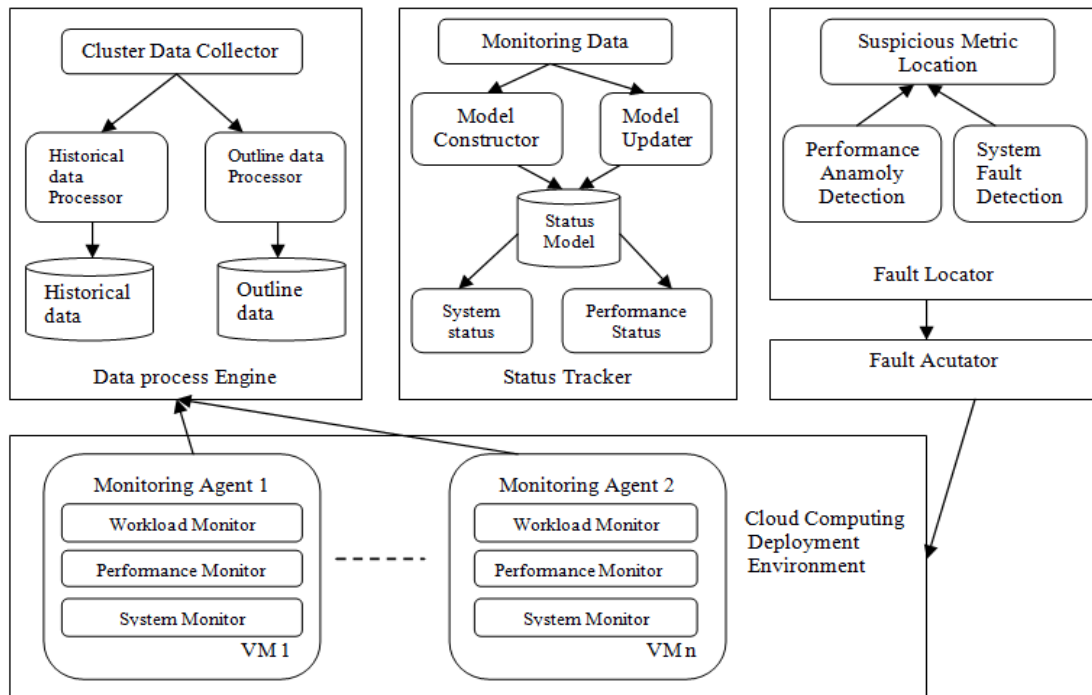 Cluster Data Collector
Historical
data
Processor
Outline data
Processor
Historical
data
Outline
data
Data process Engine
Monitoring Data
Model
Constructor
Model
Updater
Status
Model
System
status
Performance
Status
Status Tracker
Suspicious Metric
Location
Performance
Anamoly
Detection
System
Fault
Detection
Fault Locator
Fault Acutator
Monitoring Agent 1
Workload Monitor
Performance Monitor
System Monitor
VM 1
Monitoring Agent 2
Workload Monitor
Performance Monitor
System Monitor
VM n
Cloud Computing
Deployment
Environment